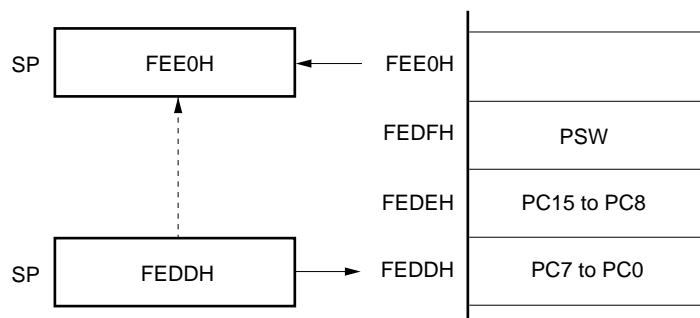 SP FEE0H FEE0H
FEDFH PSW
FEDEH PC15 to PC8
SP FEDDH FEDDH PC7 to PC0